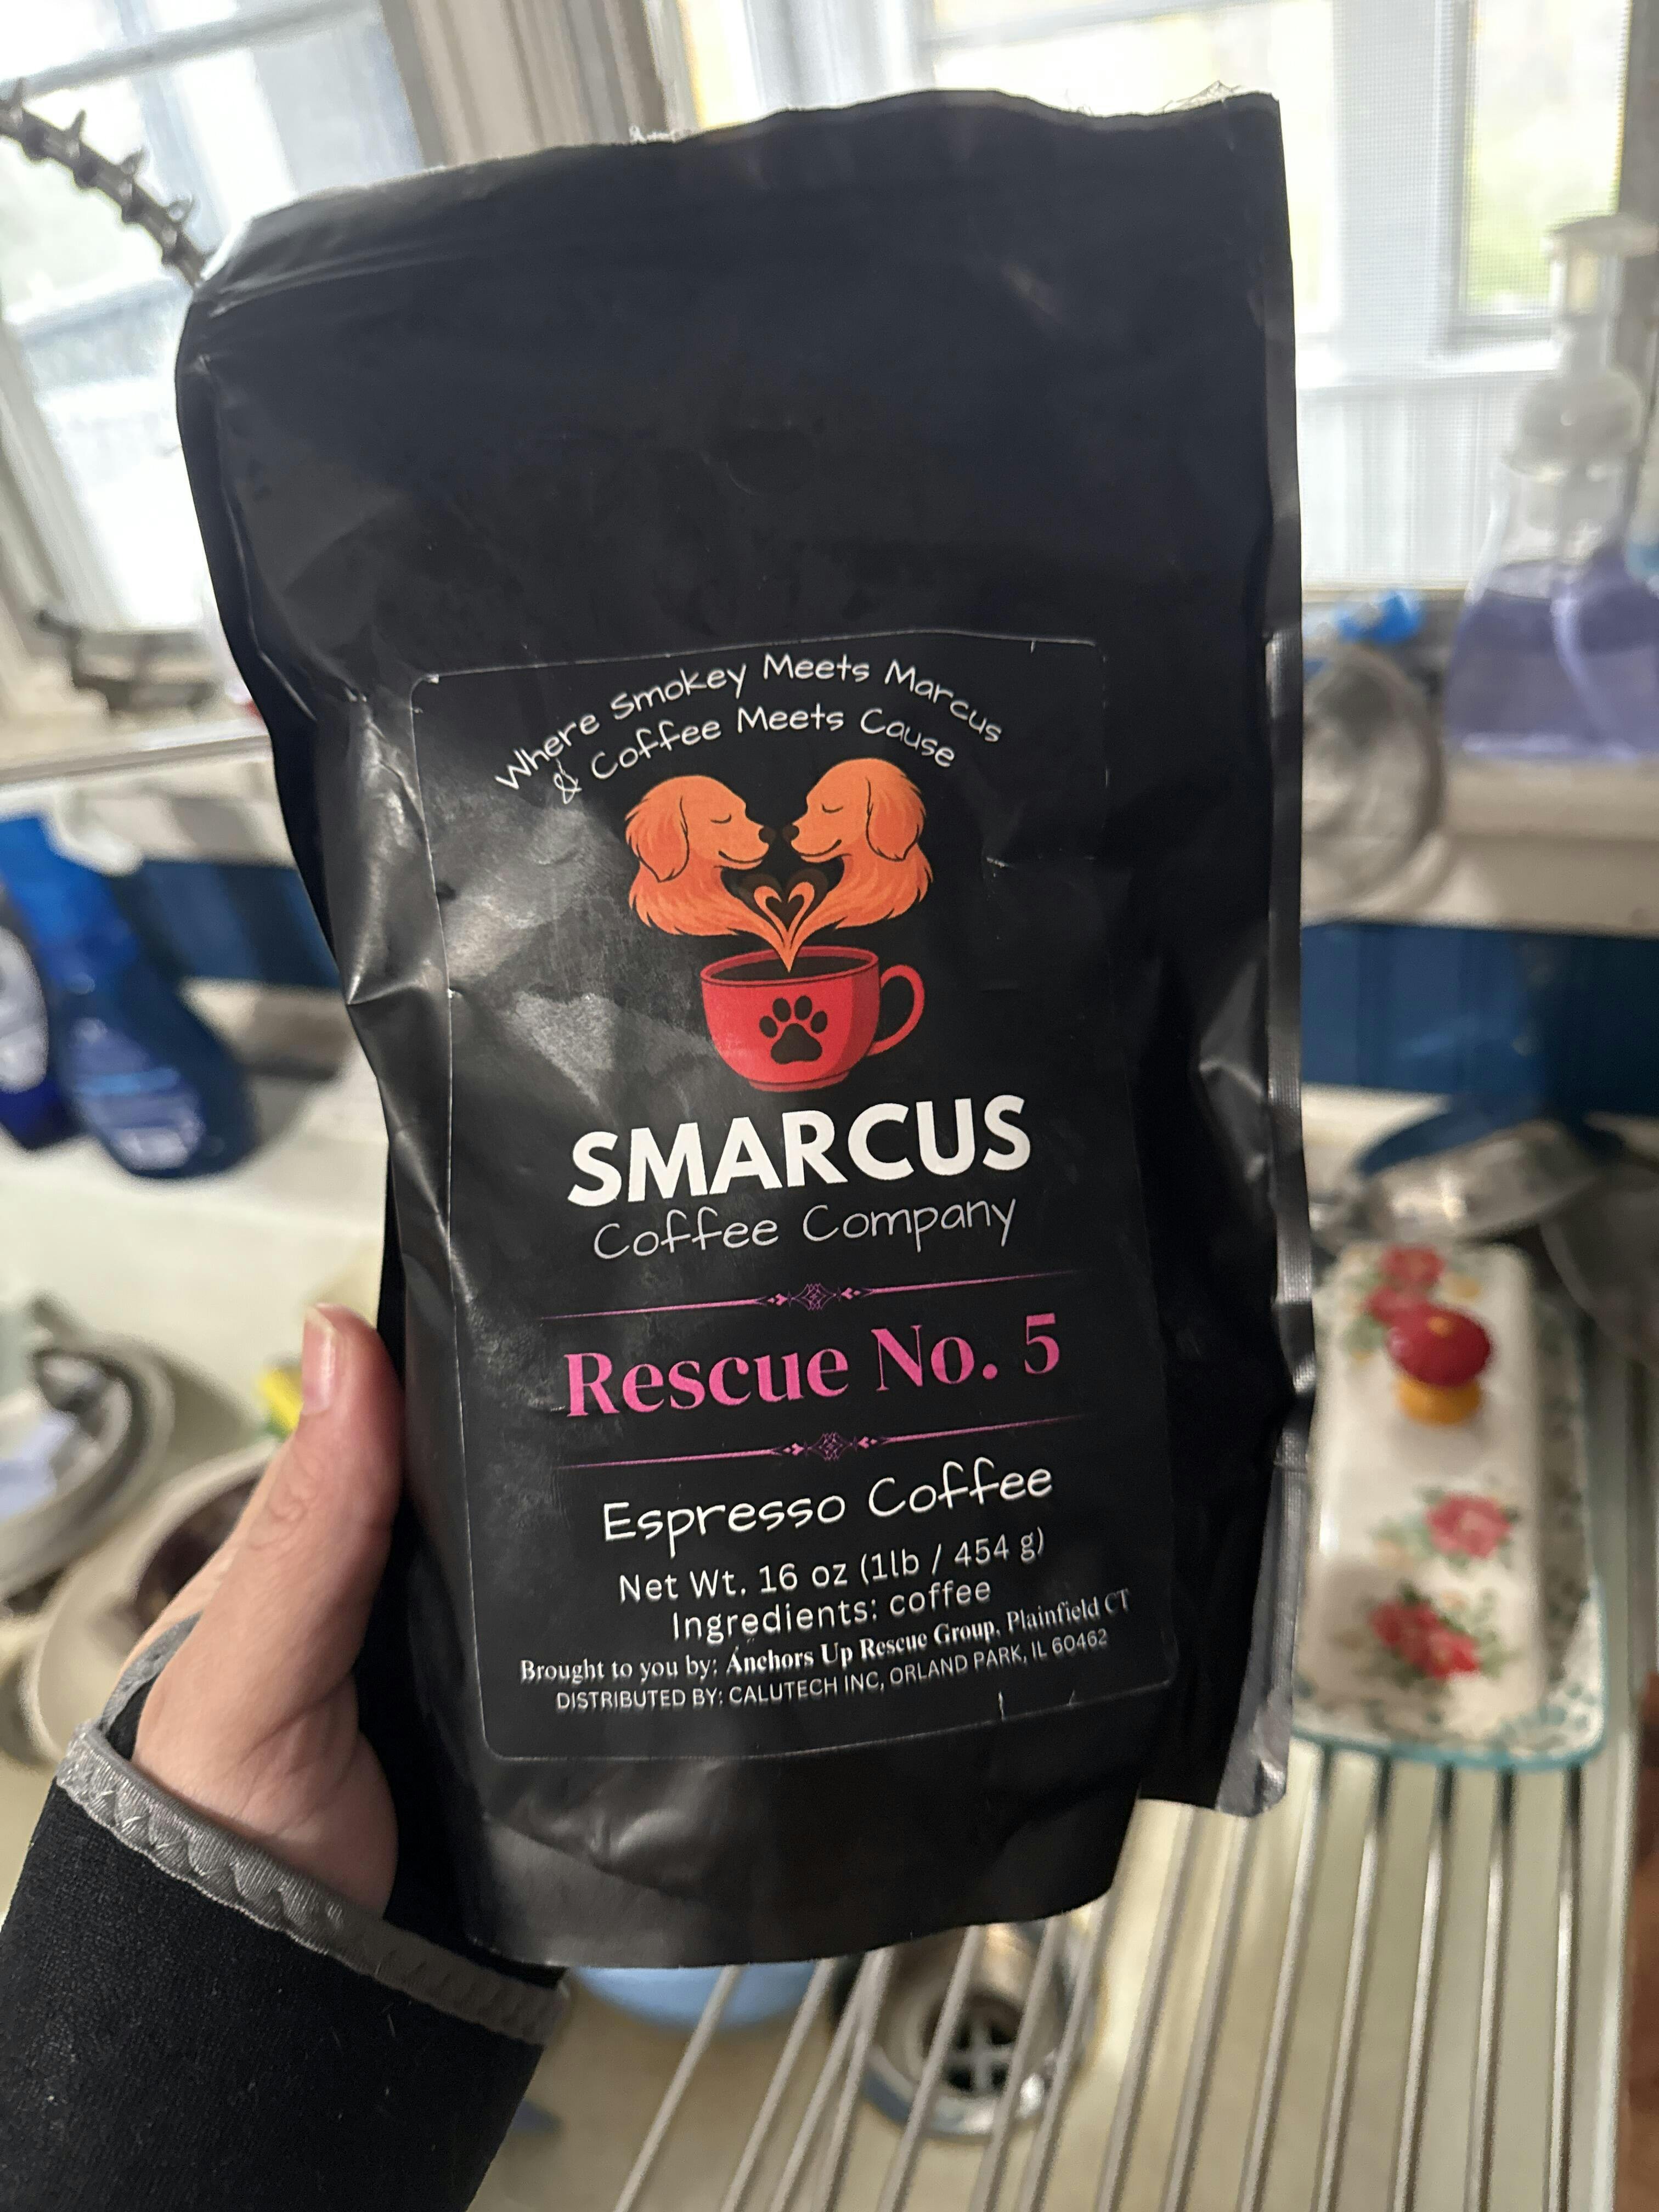 Where Smokey Meets Marcus
& Coffee Meets Cause
SMARCUS
Coffee Company
Rescue No. 5
Espresso Coffee
Net Wt. 16 oz (1lb / 454 g)
Ingredients: coffee
Brought to you by: Anchors Up Rescue Group, Plainfield CT
DISTRIBUTED BY: CALUTECH INC, ORLAND PARK, IL 60462